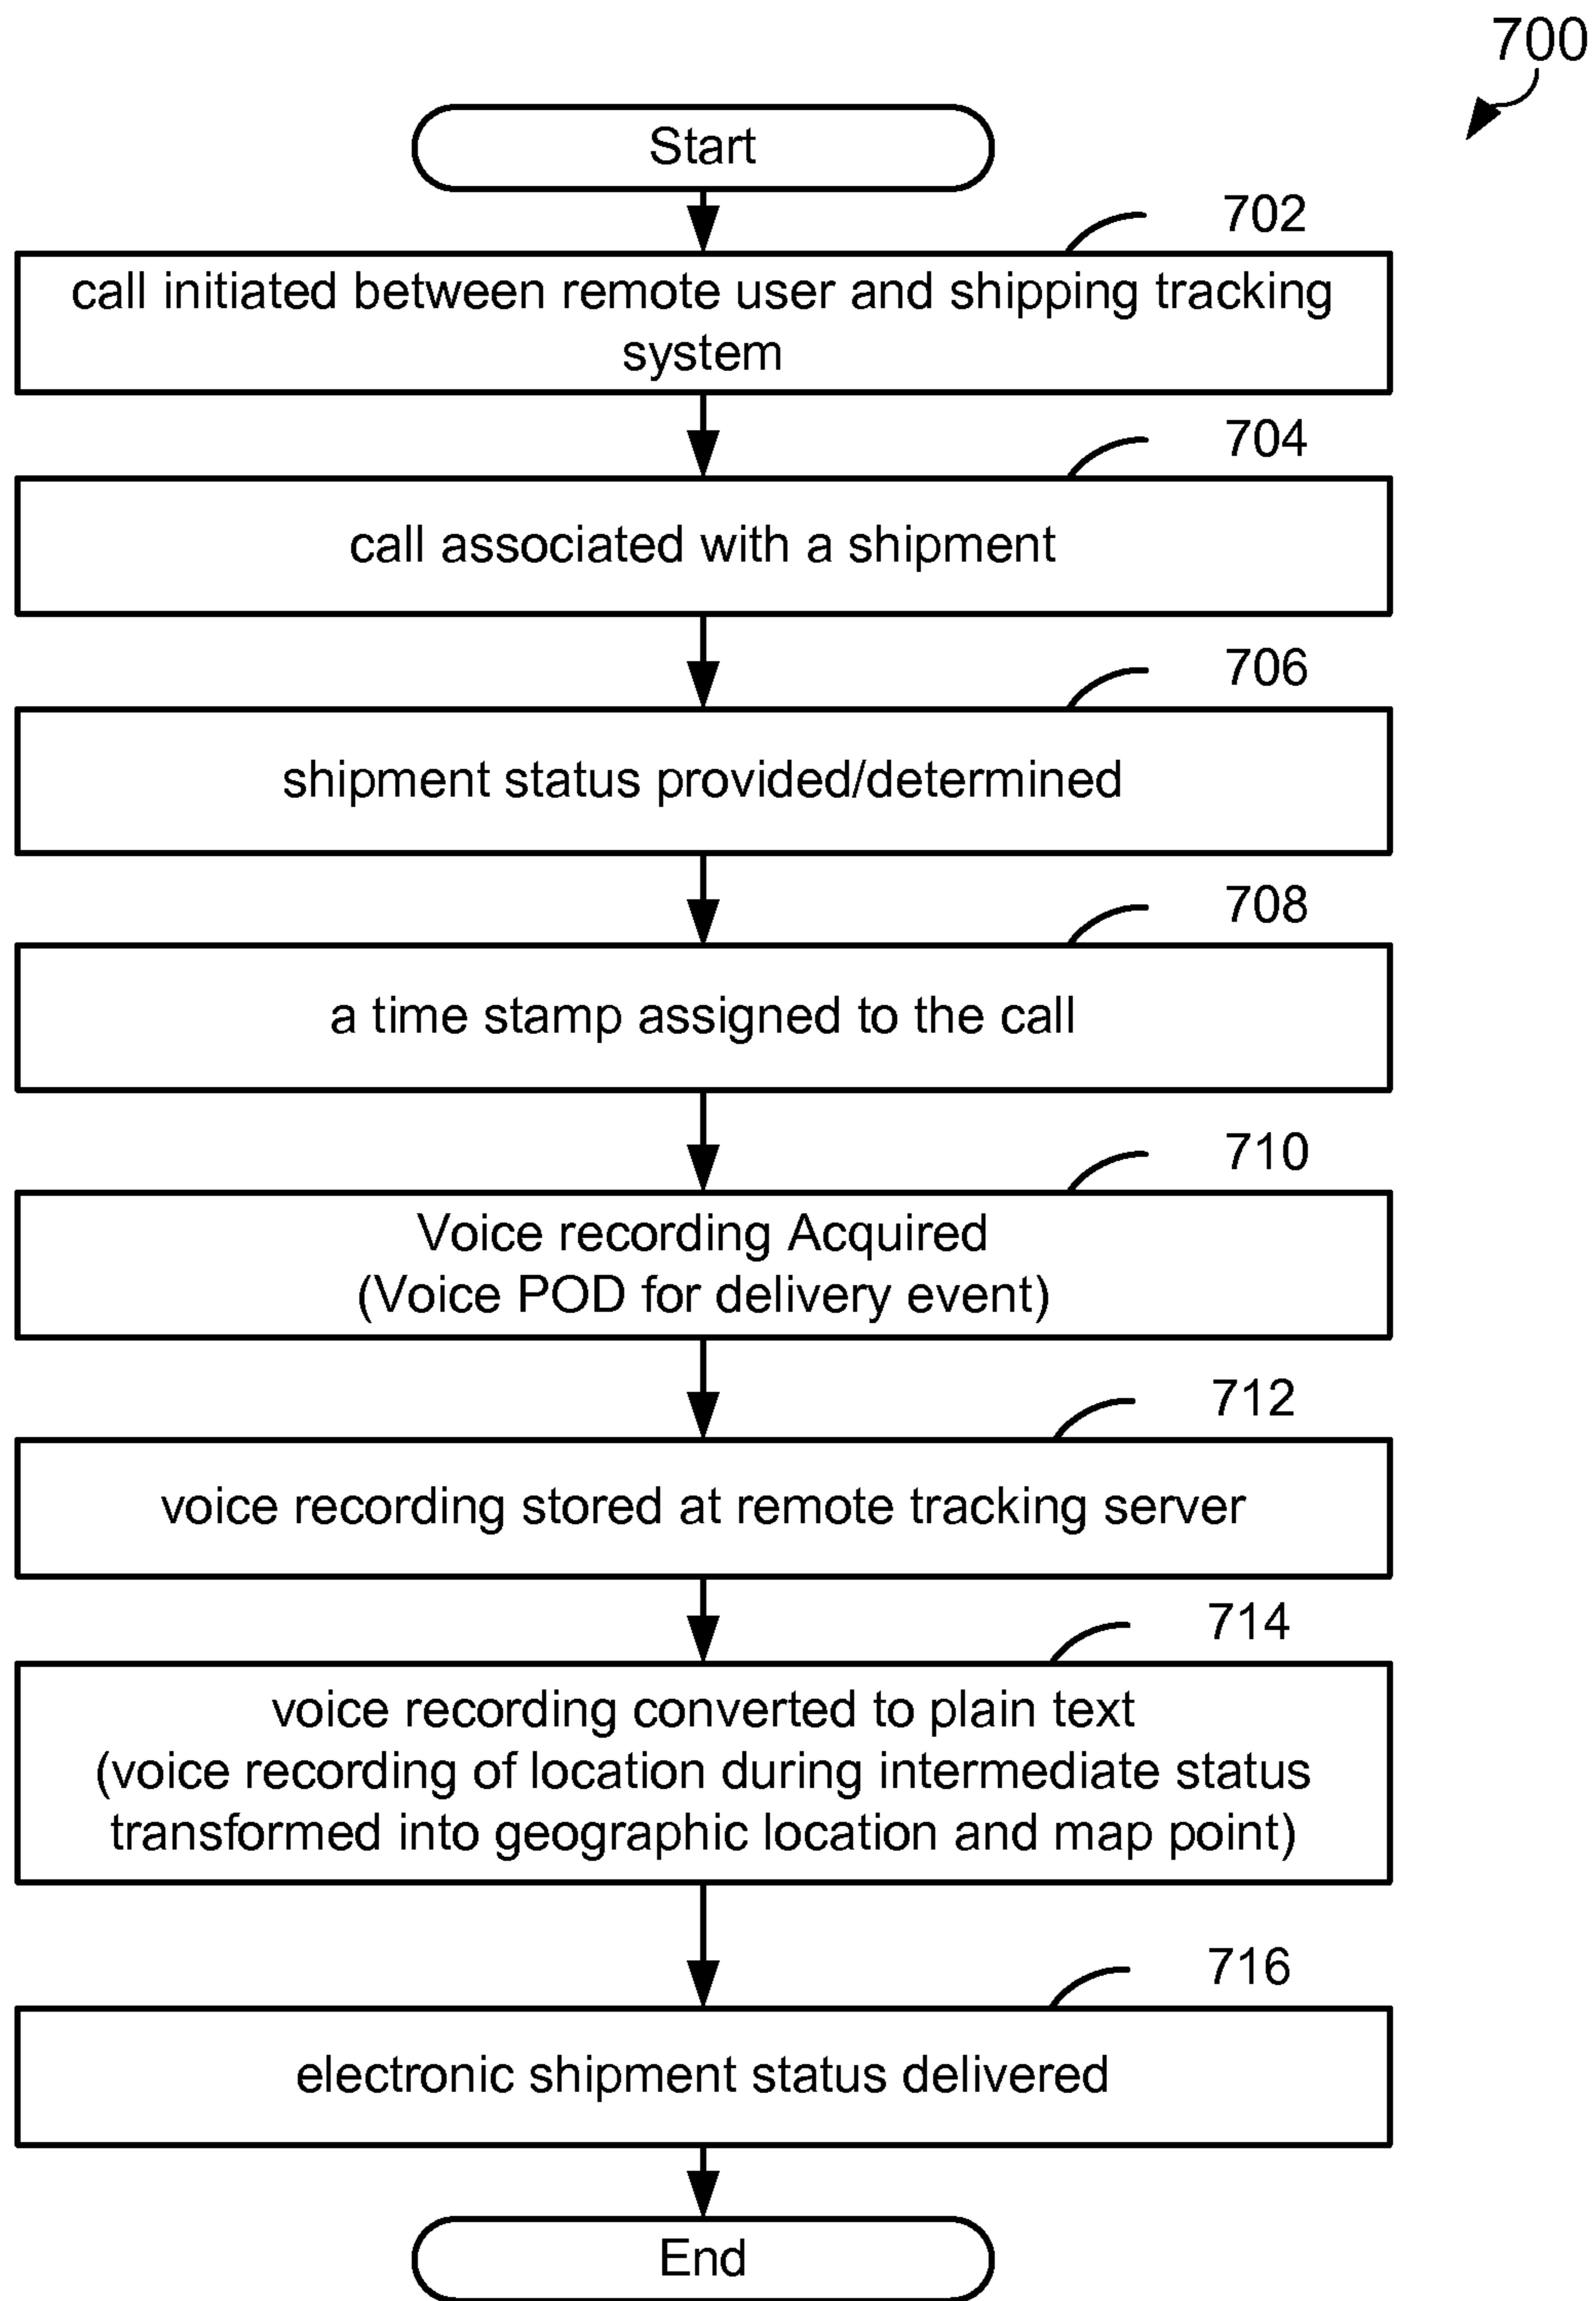 700
Start
702
call initiated between remote user and shipping tracking
system
704
call associated with a shipment
706
shipment status provided/determined
708
a time stamp assigned to the call
710
Voice recording Acquired
(Voice POD for delivery event)
712
voice recording stored at remote tracking server
714
voice recording converted to plain text
(voice recording of location during intermediate status
transformed into geographic location and map point)
716
electronic shipment status delivered
End